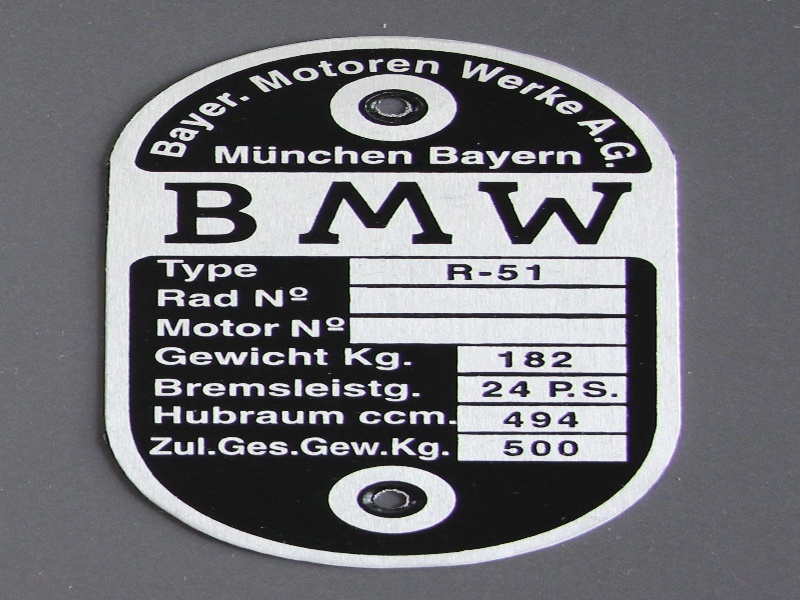 Bayer. Motoren Werke A.G.
München Bayern
BMW
Type R-51
Rad Nº
Motor Nº
Gewicht Kg. 182
Bremsleistg. 24 P.S.
Hubraum ccm. 494
Zul.Ges.Gew.Kg. 500